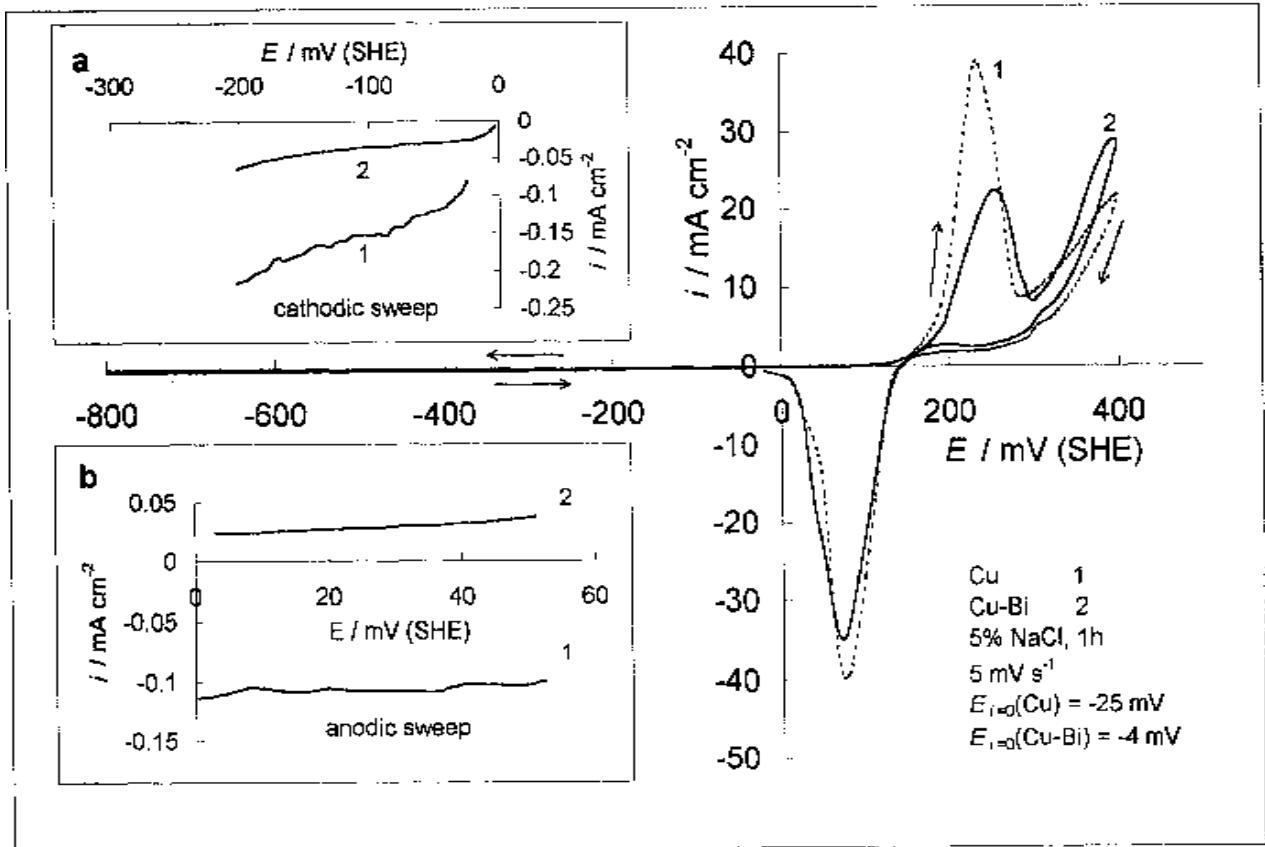 a
E / mV (SHE)
-300 -200 -100 0
0
-0.05
-0.1
-0.15
-0.2
-0.25
i / mA cm⁻²
2
1
cathodic sweep
b
0.05
0
-0.05
-0.1
-0.15
i / mA cm⁻²
0 20 40 60
E / mV (SHE)
2
1
anodic sweep
40
30
20
10
0
-10
-20
-30
-40
-50
i / mA cm⁻²
1
2
-800 -600 -400 -200 0 200 400
E / mV (SHE)
Cu 1
Cu-Bi 2
5% NaCl, 1h
5 mV s⁻¹
E i=0(Cu) = -25 mV
E i=0(Cu-Bi) = -4 mV